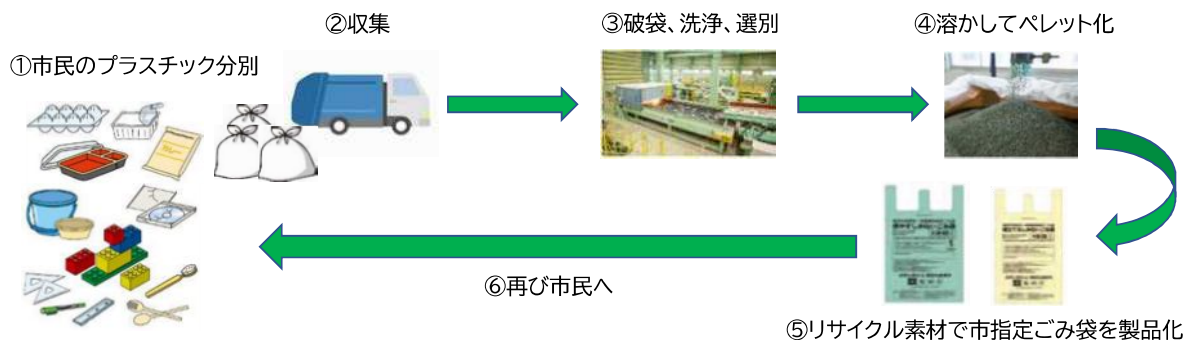 ①市民のプラスチック分別
②収集
③破袋、洗浄、選別
④溶かしてペレット化
⑤リサイクル素材で市指定ごみ袋を製品化
⑥再び市民へ